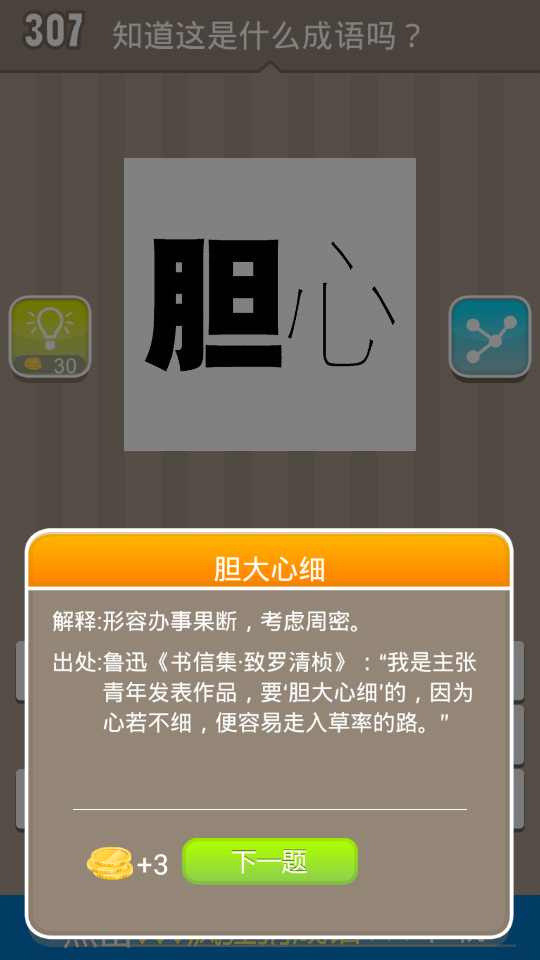 307 知道这是什么成语吗？
胆心
30
胆大心细
解释:形容办事果断，考虑周密。
出处:鲁迅《书信集·致罗清桢》：“我是主张
青年发表作品，要‘胆大心细’的，因为
心若不细，便容易走入草率的路。”
+3 下一题